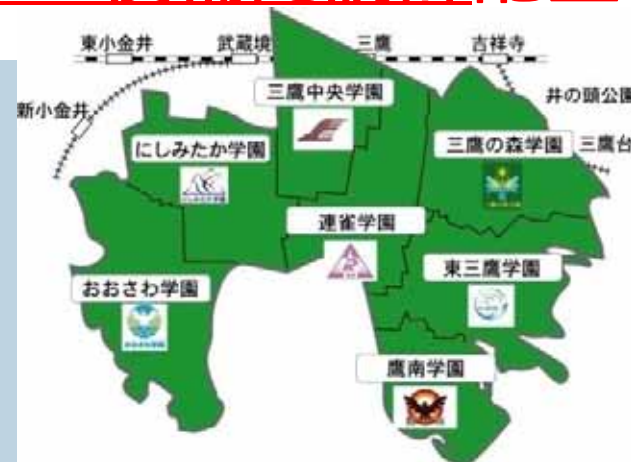 東小金井
武蔵境
三鷹
吉祥寺
新小金井
三鷹中央学園
井の頭公園
にしみたか学園
三鷹の森学園
三鷹台
連雀学園
東三鷹学園
おおさわ学園
鷹南学園